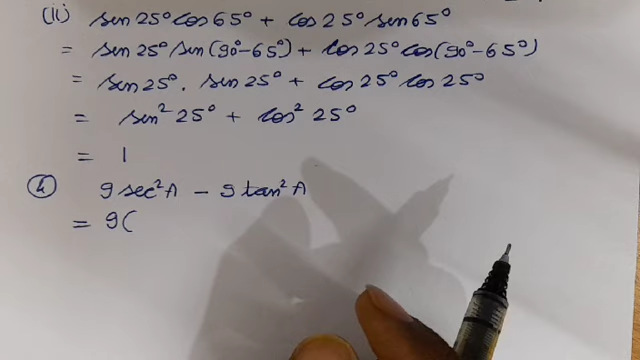 (ii) sin 25° cos 65° + cos 25° sin 65°
= sin 25° sin (90° - 65°) + cos 25° cos (90° - 65°)
= sin 25° . sin 25° + cos 25° cos 25°
= sin² 25° + cos² 25°
= 1
④ 9 sec² A - 9 tan² A
= 9(